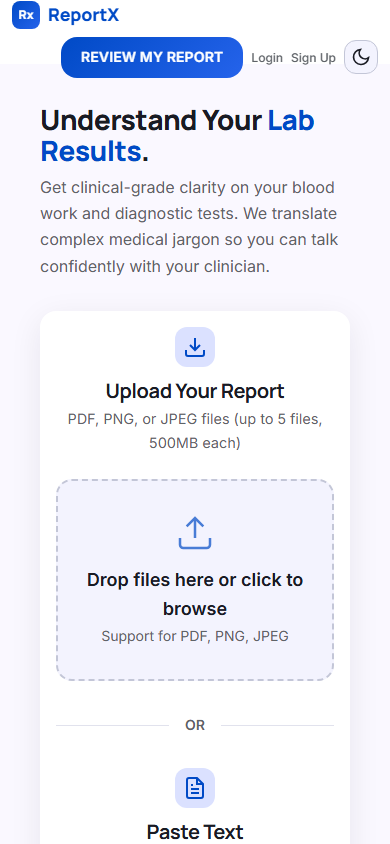 Rx ReportX
REVIEW MY REPORT Login Sign Up
Understand Your Lab
Results.
Get clinical-grade clarity on your blood
work and diagnostic tests. We translate
complex medical jargon so you can talk
confidently with your clinician.
Upload Your Report
PDF, PNG, or JPEG files (up to 5 files,
500MB each)
Drop files here or click to
browse
Support for PDF, PNG, JPEG
OR
Paste Text